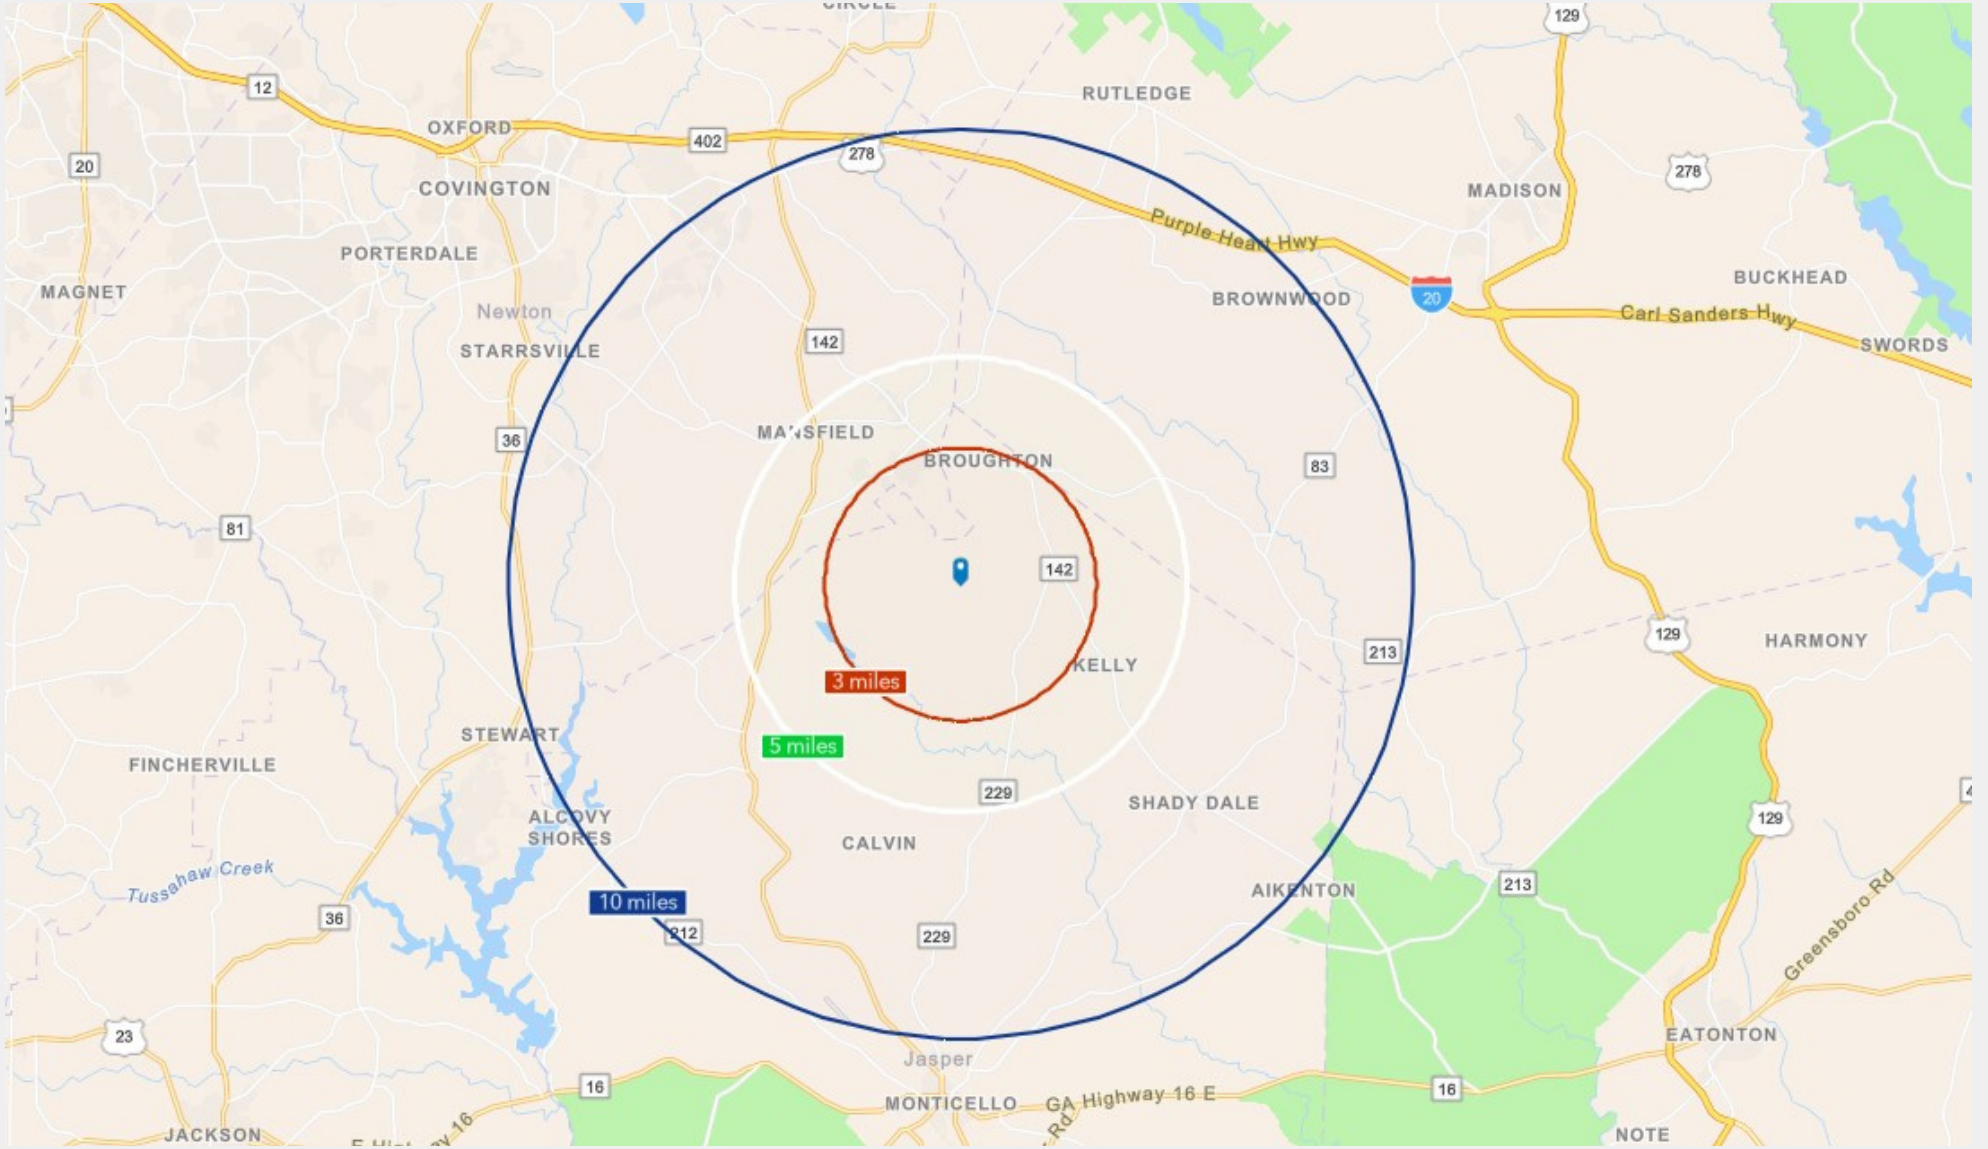 CIRCLE
129
12
RUTLEDGE
OXFORD
402
278
20
278
COVINGTON
MADISON
Purple Heart Hwy
PORTERDALE
MAGNET
BUCKHEAD
20
BROWNWOOD
Newton
Carl Sanders Hwy
142
STARRSVILLE
SWORDS
36
MANSFIELD
BROUGHTON
83
81
142
129
HARMONY
213
KELLY
3 miles
STEWART
5 miles
FINCHERVILLE
229
SHADY DALE
ALCOVY
SHORES
129
CALVIN
Tussahaw Creek
213
AIKENTON
10 miles
36
212
229
Greensboro Rd
23
EATONTON
Jasper
16
16
GA Highway 16 E
MONTICELLO
JACKSON
Rd
NOTE